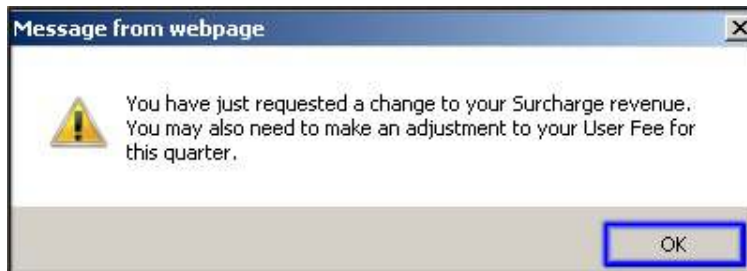 Message from webpage
You have just requested a change to your Surcharge revenue.
You may also need to make an adjustment to your User Fee for
this quarter.
OK